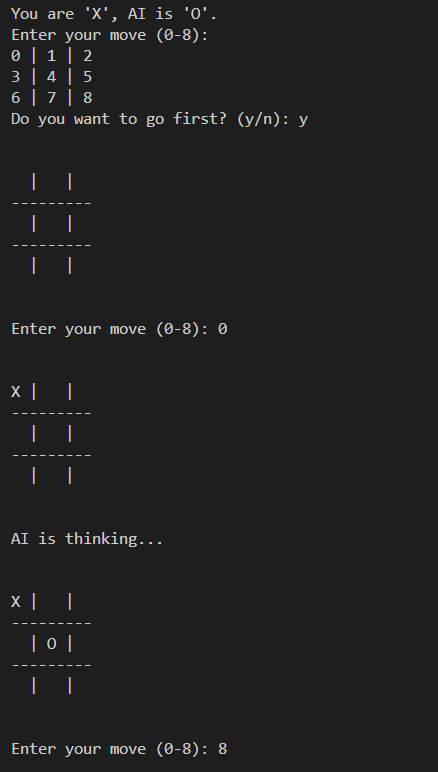 You are 'X', AI is 'O'.
Enter your move (0-8):
0 | 1 | 2
3 | 4 | 5
6 | 7 | 8
Do you want to go first? (y/n): y
  |   |
---------
  |   |
---------
  |   |
Enter your move (0-8): 0
X |   |
---------
  |   |
---------
  |   |
AI is thinking...
X |   |
---------
  | O |
---------
  |   |
Enter your move (0-8): 8